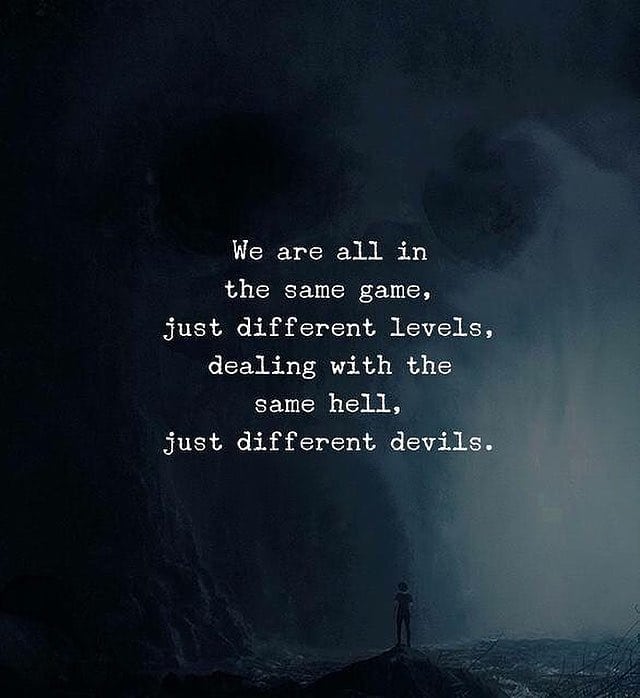 We are all in
the same game,
just different levels,
dealing with the
same hell,
just different devils.